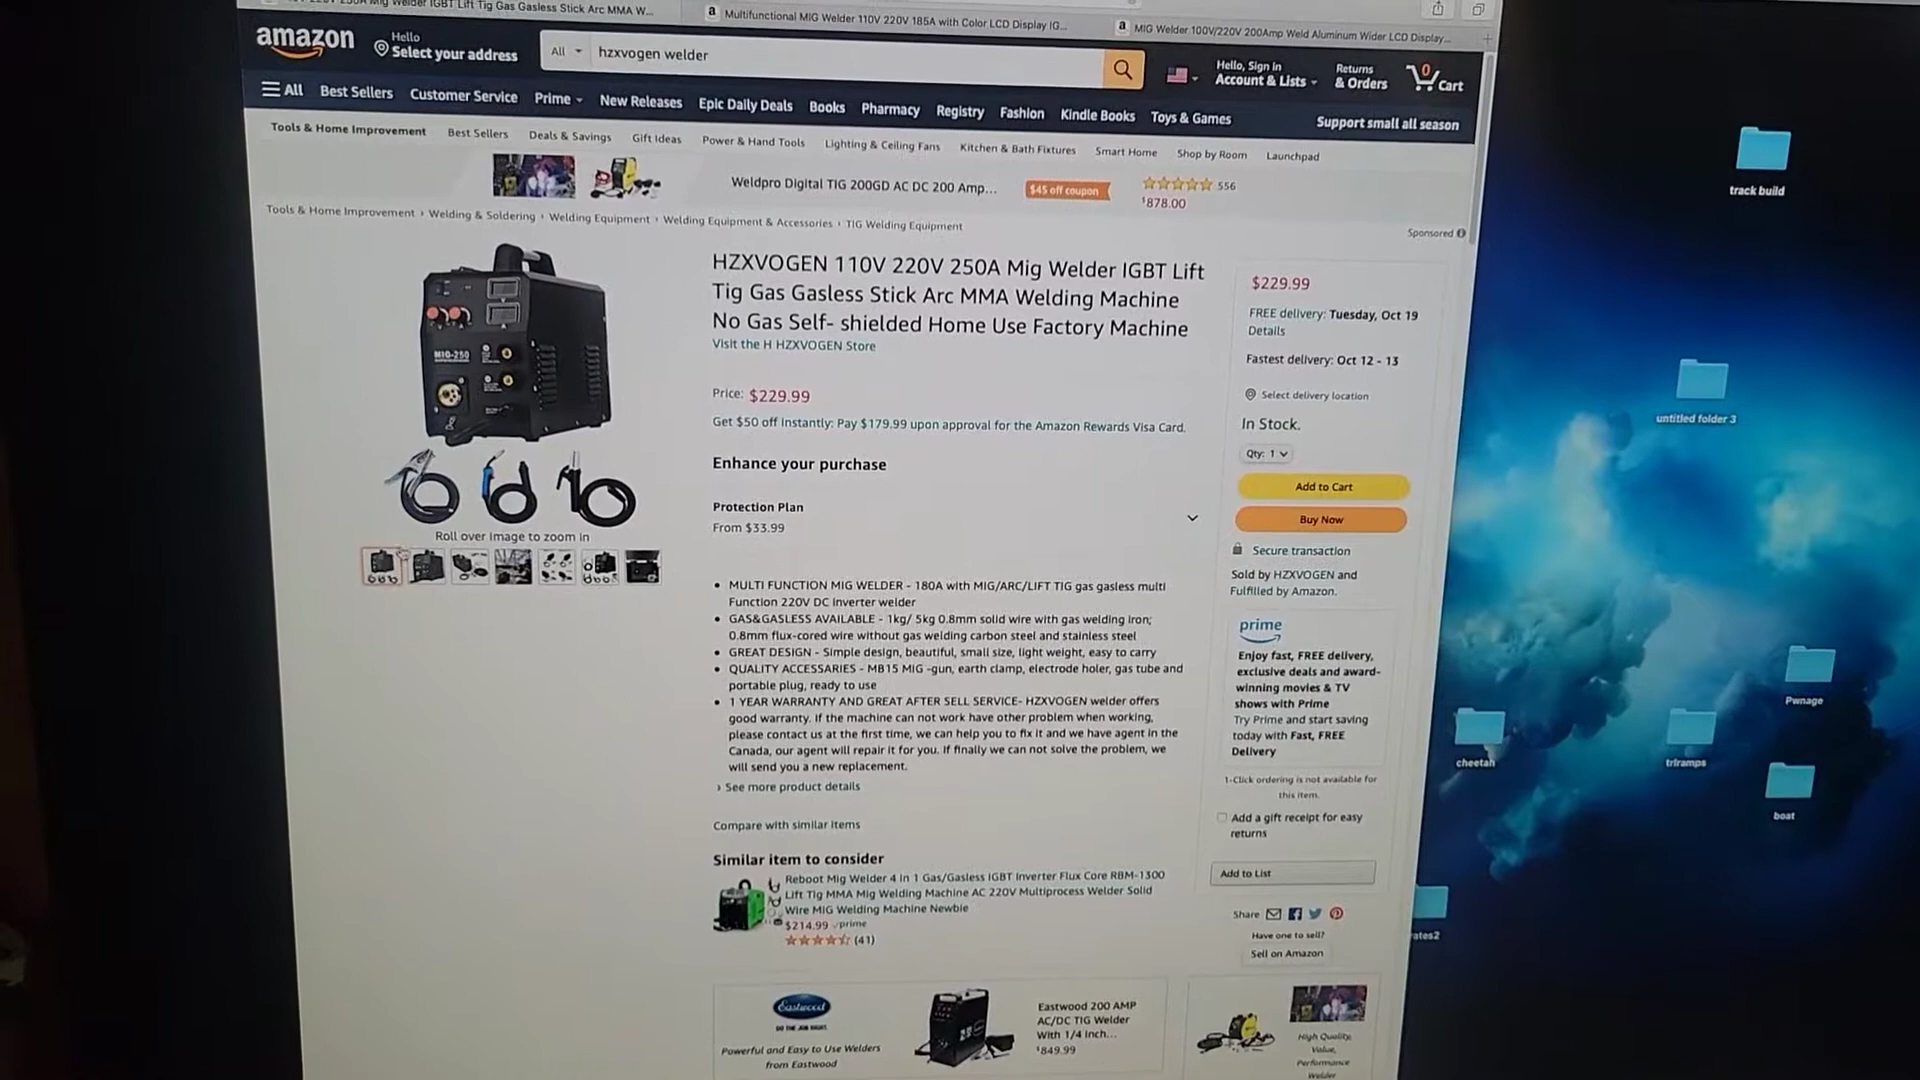 Welder IGBT Lift Tig Gas Gasless Stick Arc MMA W...
Multifunctional MIG Welder 110V 220V 185A with Color LCD Display IG...
MIG Welder 100V/220V 200Amp Weld Aluminum Wider LCD Display...
amazon
Hello
Select your address
All
hzxvogen welder
Hello, Sign in
Account & Lists
Returns
& Orders
0
Cart
All
Best Sellers
Customer Service
Prime
New Releases
Epic Daily Deals
Books
Pharmacy
Registry
Fashion
Kindle Books
Toys & Games
Support small all season
Tools & Home Improvement
Best Sellers
Deals & Savings
Gift Ideas
Power & Hand Tools
Lighting & Ceiling Fans
Kitchen & Bath Fixtures
Smart Home
Shop by Room
Launchpad
Weldpro Digital TIG 200GD AC DC 200 Amp...
$45 off coupon
556
$878.00
Tools & Home Improvement › Welding & Soldering › Welding Equipment › Welding Equipment & Accessories › TIG Welding Equipment
Sponsored
MIG-250
Roll over image to zoom in
HZXVOGEN 110V 220V 250A Mig Welder IGBT Lift
Tig Gas Gasless Stick Arc MMA Welding Machine
No Gas Self- shielded Home Use Factory Machine
Visit the H HZXVOGEN Store
Price: $229.99
Get $50 off instantly: Pay $179.99 upon approval for the Amazon Rewards Visa Card.
Enhance your purchase
Protection Plan
From $33.99
• MULTI FUNCTION MIG WELDER - 180A with MIG/ARC/LIFT TIG gas gasless multi
Function 220V DC inverter welder
• GAS&GASLESS AVAILABLE - 1kg/ 5kg 0.8mm solid wire with gas welding iron;
0.8mm flux-cored wire without gas welding carbon steel and stainless steel
• GREAT DESIGN - Simple design, beautiful, small size, light weight, easy to carry
• QUALITY ACCESSARIES - MB15 MIG -gun, earth clamp, electrode holer, gas tube and
portable plug, ready to use
• 1 YEAR WARRANTY AND GREAT AFTER SELL SERVICE- HZXVOGEN welder offers
good warranty. If the machine can not work have other problem when working,
please contact us at the first time, we can help you to fix it and we have agent in the
Canada, our agent will repair it for you. If finally we can not solve the problem, we
will send you a new replacement.
› See more product details
Compare with similar items
Similar item to consider
Reboot Mig Welder 4 in 1 Gas/Gasless IGBT Inverter Flux Core RBM-1300
Lift Tig MMA Mig Welding Machine AC 220V Multiprocess Welder Solid
Wire MIG Welding Machine Newbie
$214.99 prime
(41)
Eastwood
DO THE JOB RIGHT.
Powerful and Easy to Use Welders
from Eastwood
Eastwood 200 AMP
AC/DC TIG Welder
With 1/4 Inch...
$849.99
High Quality,
Value,
Performance
Welder
$229.99
FREE delivery: Tuesday, Oct 19
Details
Fastest delivery: Oct 12 - 13
Select delivery location
In Stock.
Qty: 1
Add to Cart
Buy Now
Secure transaction
Sold by HZXVOGEN and
Fulfilled by Amazon.
prime
Enjoy fast, FREE delivery,
exclusive deals and award-
winning movies & TV
shows with Prime
Try Prime and start saving
today with Fast, FREE
Delivery
1-Click ordering is not available for
this item.
Add a gift receipt for easy
returns
Add to List
Share
Have one to sell?
Sell on Amazon
track build
untitled folder 3
Pwnage
cheetah
triramps
boat
ates2